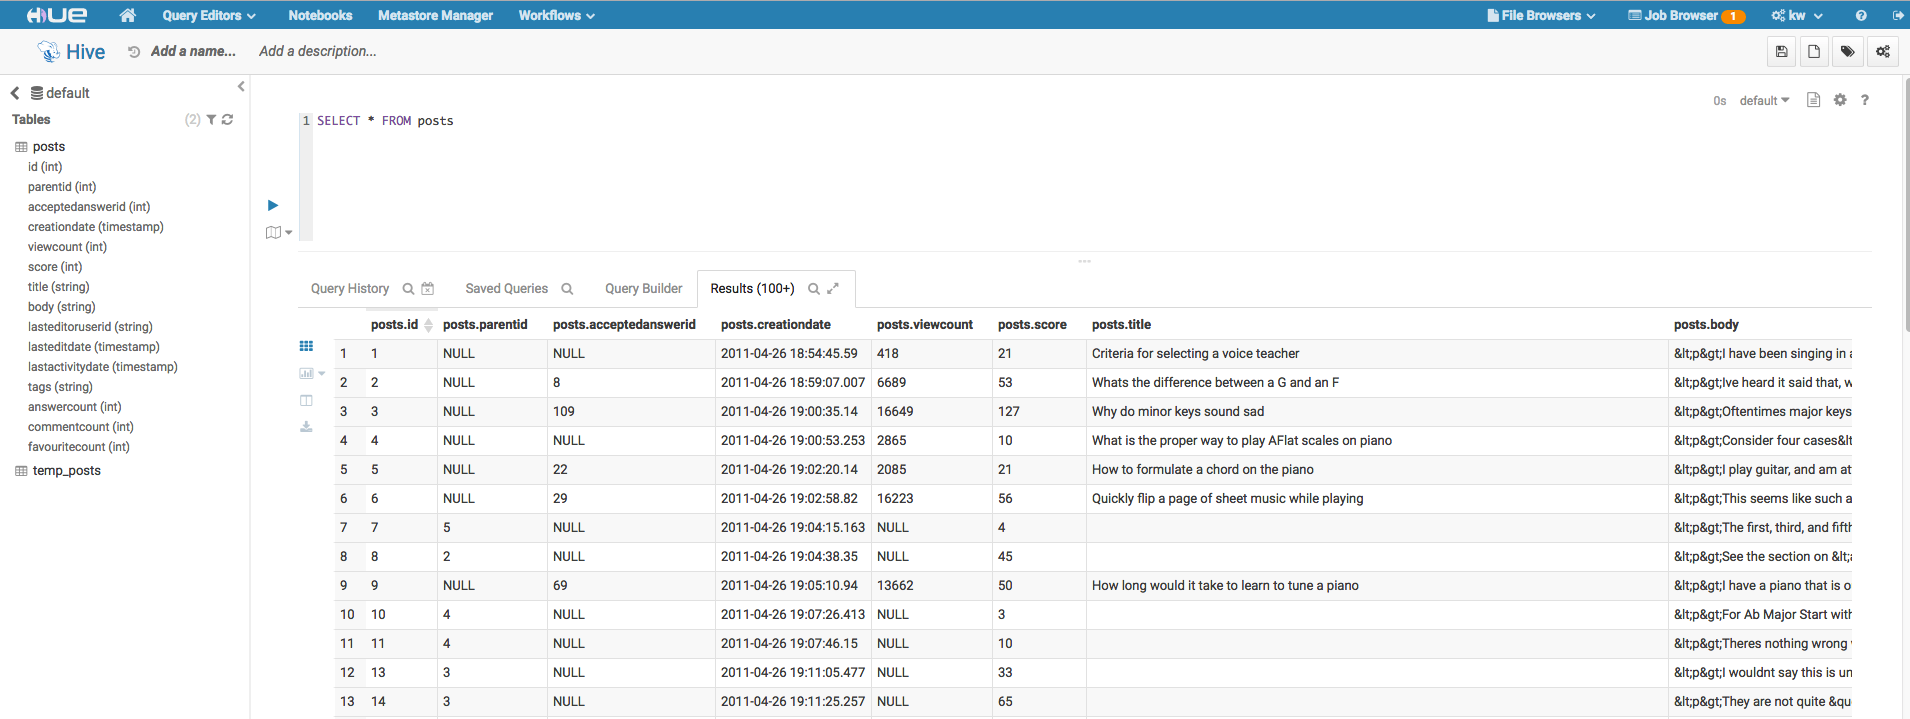 HUE Query Editors Notebooks Metastore Manager Workflows File Browsers Job Browser 1 kw ?
Hive Add a name... Add a description...
default
Tables (2)
posts
id (int)
parentid (int)
acceptedanswerid (int)
creationdate (timestamp)
viewcount (int)
score (int)
title (string)
body (string)
lasteditoruserid (string)
lasteditdate (timestamp)
lastactivitydate (timestamp)
tags (string)
answercount (int)
commentcount (int)
favouritecount (int)
temp_posts
0s default ?
1 SELECT * FROM posts
Query History Saved Queries Query Builder Results (100+)
posts.id posts.parentid posts.acceptedanswerid posts.creationdate posts.viewcount posts.score posts.title posts.body
1 1 NULL NULL 2011-04-26 18:54:45.59 418 21 Criteria for selecting a voice teacher &lt;p&gt;I have been singing in
2 2 NULL 8 2011-04-26 18:59:07.007 6689 53 Whats the difference between a G and an F &lt;p&gt;Ive heard it said that, w
3 3 NULL 109 2011-04-26 19:00:35.14 16649 127 Why do minor keys sound sad &lt;p&gt;Oftentimes major keys
4 4 NULL NULL 2011-04-26 19:00:53.253 2865 10 What is the proper way to play AFlat scales on piano &lt;p&gt;Consider four cases&lt
5 5 NULL 22 2011-04-26 19:02:20.14 2085 21 How to formulate a chord on the piano &lt;p&gt;I play guitar, and am at
6 6 NULL 29 2011-04-26 19:02:58.82 16223 56 Quickly flip a page of sheet music while playing &lt;p&gt;This seems like such a
7 7 5 NULL 2011-04-26 19:04:15.163 NULL 4 &lt;p&gt;The first, third, and fifth
8 8 2 NULL 2011-04-26 19:04:38.35 NULL 45 &lt;p&gt;See the section on &lt;
9 9 NULL 69 2011-04-26 19:05:10.94 13662 50 How long would it take to learn to tune a piano &lt;p&gt;I have a piano that is o
10 10 4 NULL 2011-04-26 19:07:26.413 NULL 3 &lt;p&gt;For Ab Major Start with
11 11 4 NULL 2011-04-26 19:07:46.15 NULL 10 &lt;p&gt;Theres nothing wrong
12 13 3 NULL 2011-04-26 19:11:05.477 NULL 33 &lt;p&gt;I wouldnt say this is un
13 14 3 NULL 2011-04-26 19:11:25.257 NULL 65 &lt;p&gt;They are not quite &quo